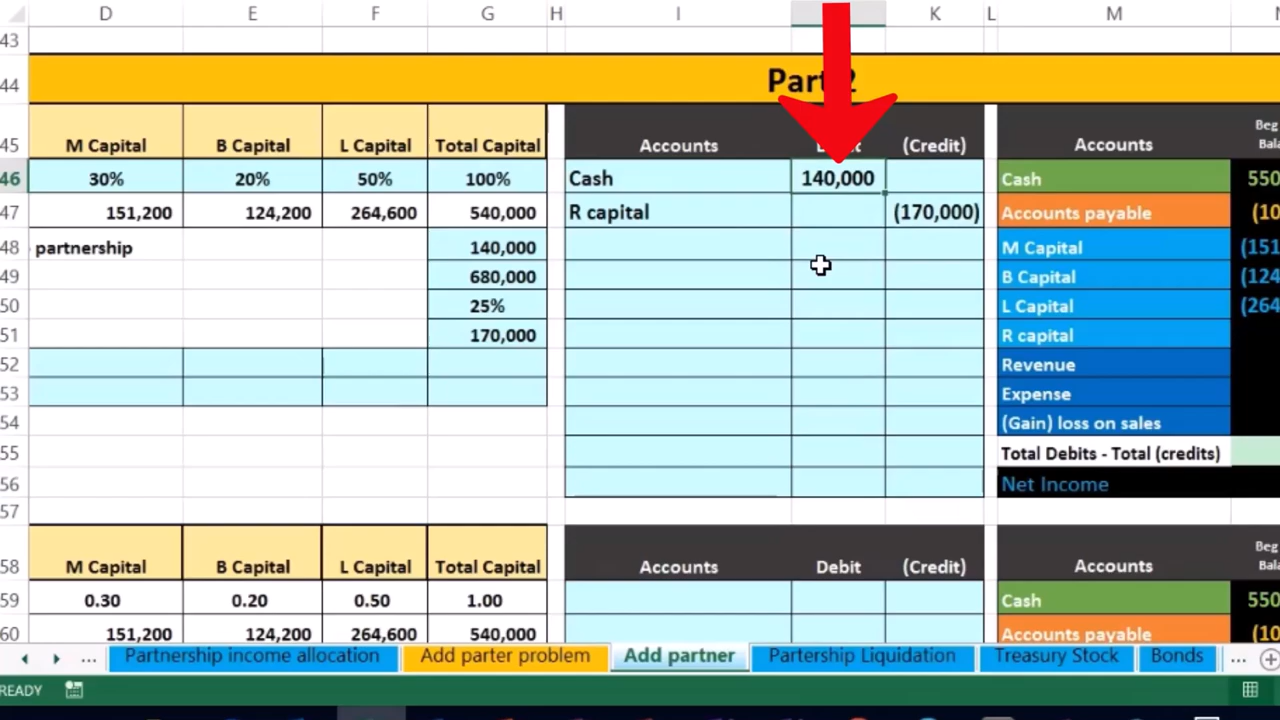 D E F G H I K L M
43
44 Part 2
45 M Capital B Capital L Capital Total Capital Accounts (Credit) Accounts Beg
46 30% 20% 50% 100% Cash 140,000 Cash 550
47 151,200 124,200 264,600 540,000 R capital (170,000) Accounts payable (10
48 partnership 140,000 M Capital (151
49 680,000 B Capital (124
50 25% L Capital (264
51 170,000 R capital
52 Revenue
53 Expense
54 (Gain) loss on sales
55 Total Debits - Total (credits)
56 Net Income
57
58 M Capital B Capital L Capital Total Capital Accounts Debit (Credit) Accounts Beg
59 0.30 0.20 0.50 1.00 Cash 550
60 151,200 124,200 264,600 540,000 Accounts payable (10
... Partnership income allocation Add parter problem Add partner Partership Liquidation Treasury Stock Bonds ...
READY